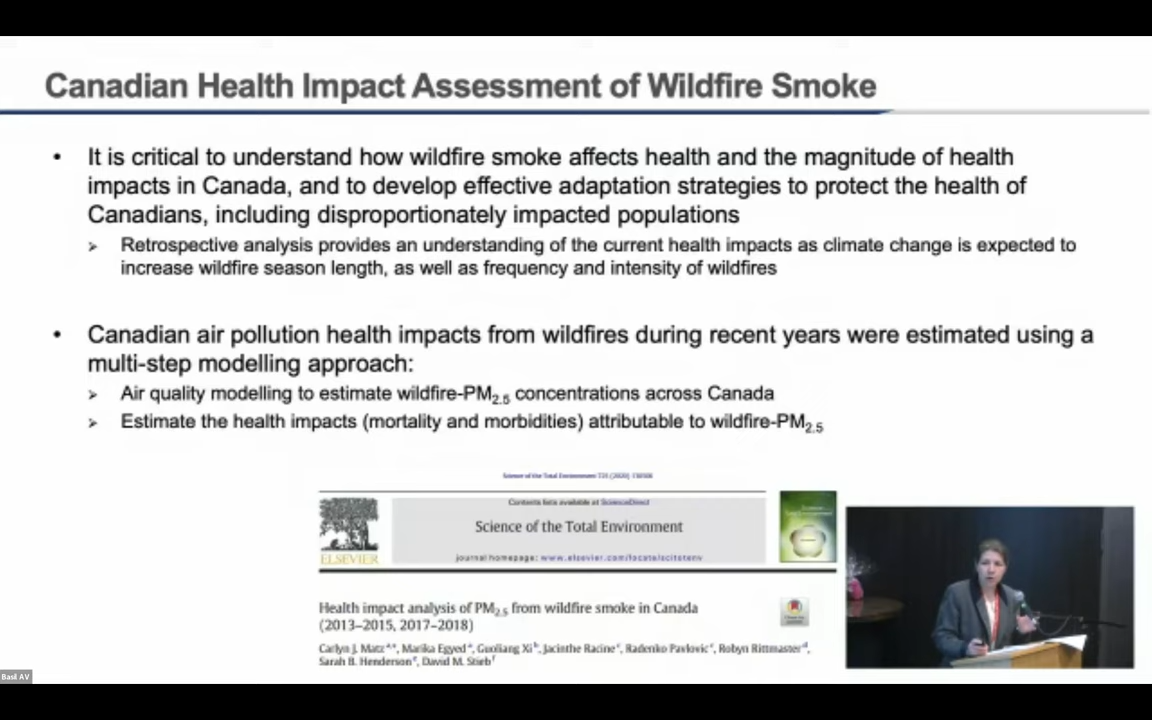 Canadian Health Impact Assessment of Wildfire Smoke
• It is critical to understand how wildfire smoke affects health and the magnitude of health
impacts in Canada, and to develop effective adaptation strategies to protect the health of
Canadians, including disproportionately impacted populations
➢ Retrospective analysis provides an understanding of the current health impacts as climate change is expected to
increase wildfire season length, as well as frequency and intensity of wildfires
• Canadian air pollution health impacts from wildfires during recent years were estimated using a
multi-step modelling approach:
➢ Air quality modelling to estimate wildfire-PM2.5 concentrations across Canada
➢ Estimate the health impacts (mortality and morbidities) attributable to wildfire-PM2.5
Science of the Total Environment (2020)
Contents lists available at ScienceDirect
Science of the Total Environment
ELSEVIER
journal homepage: www.elsevier.com/locate/scitotenv
Health impact analysis of PM2.5 from wildfire smoke in Canada
(2013–2015, 2017–2018)
Carlyn J. Matz, Marika Egyed, Guoliang Xi, Jacinthe Racine, Radenko Pavlovic, Robyn Rittmaster,
Sarah B. Henderson, David M. Stieb
Basil AV